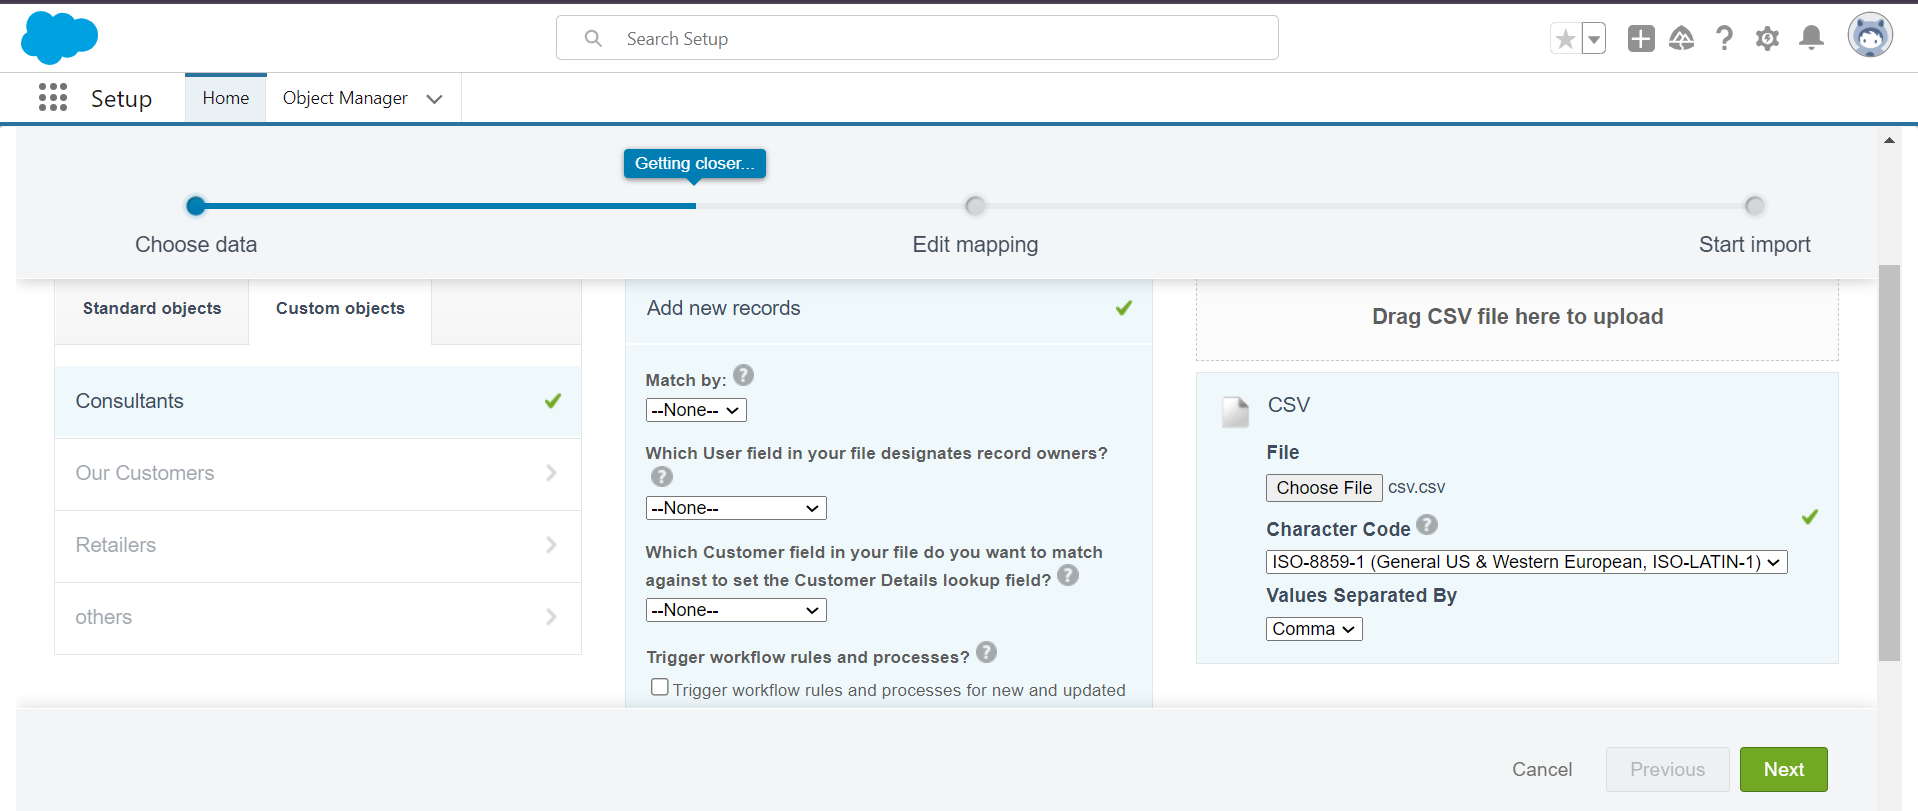 Search Setup
Setup
Home
Object Manager
Getting closer...
Choose data
Edit mapping
Start import
Standard objects
Custom objects
Consultants
Our Customers
Retailers
others
Add new records
Match by:
--None--
Which User field in your file designates record owners?
--None--
Which Customer field in your file do you want to match
against to set the Customer Details lookup field?
--None--
Trigger workflow rules and processes?
Trigger workflow rules and processes for new and updated
Drag CSV file here to upload
CSV
File
Choose File csv.csv
Character Code
ISO-8859-1 (General US & Western European, ISO-LATIN-1)
Values Separated By
Comma
Cancel
Previous
Next